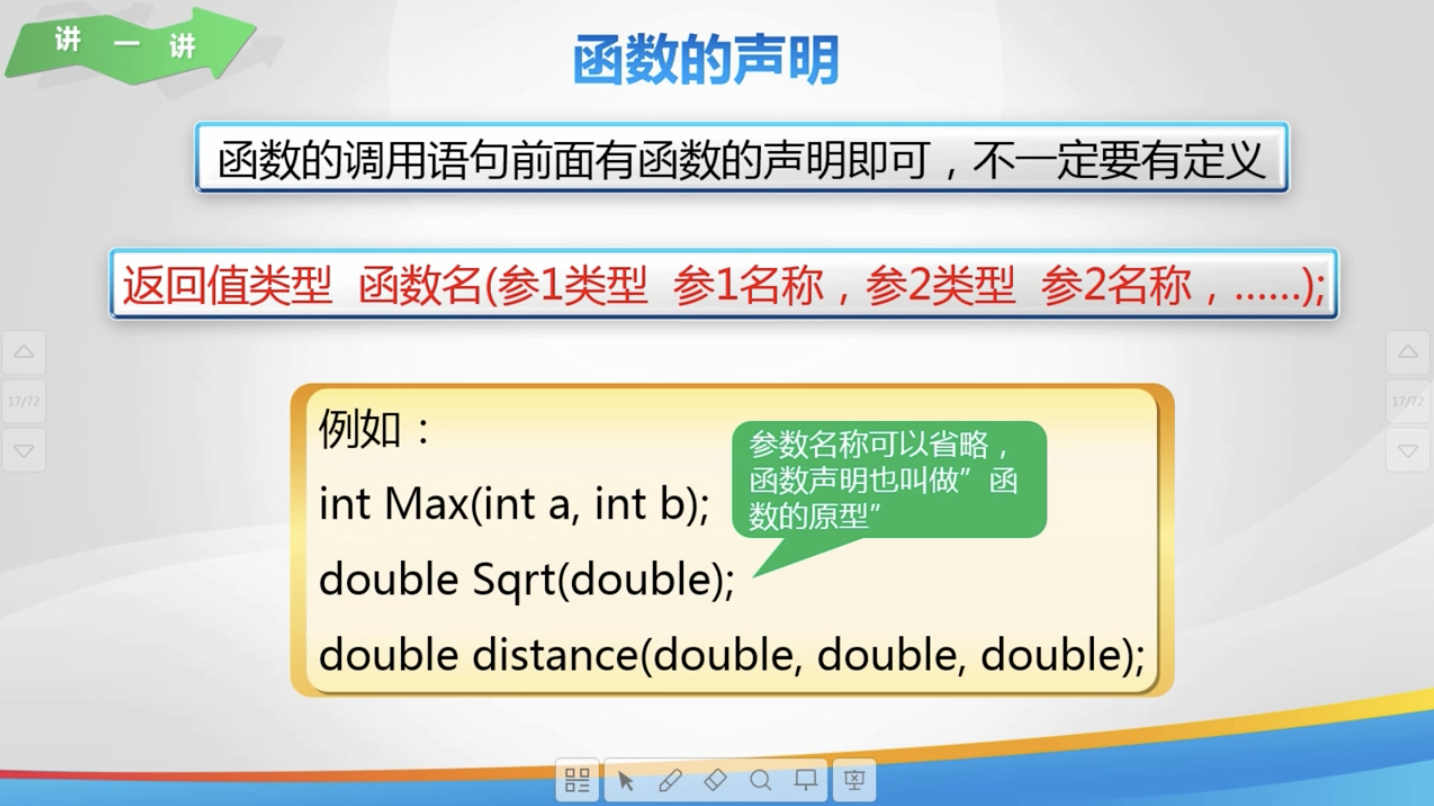 讲一讲
函数的声明
函数的调用语句前面有函数的声明即可，不一定要有定义
返回值类型 函数名(参1类型 参1名称，参2类型 参2名称，……);
例如：
int Max(int a, int b);
参数名称可以省略，
函数声明也叫做”函
数的原型”
double Sqrt(double);
double distance(double, double, double);
17/72
17/72